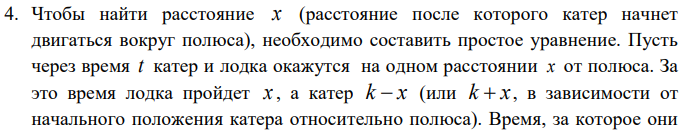 4. Чтобы найти расстояние x (расстояние после которого катер начнет
двигаться вокруг полюса), необходимо составить простое уравнение. Пусть
через время t катер и лодка окажутся на одном расстоянии x от полюса. За
это время лодка пройдет x, а катер k − x (или k + x, в зависимости от
начального положения катера относительно полюса). Время, за которое они